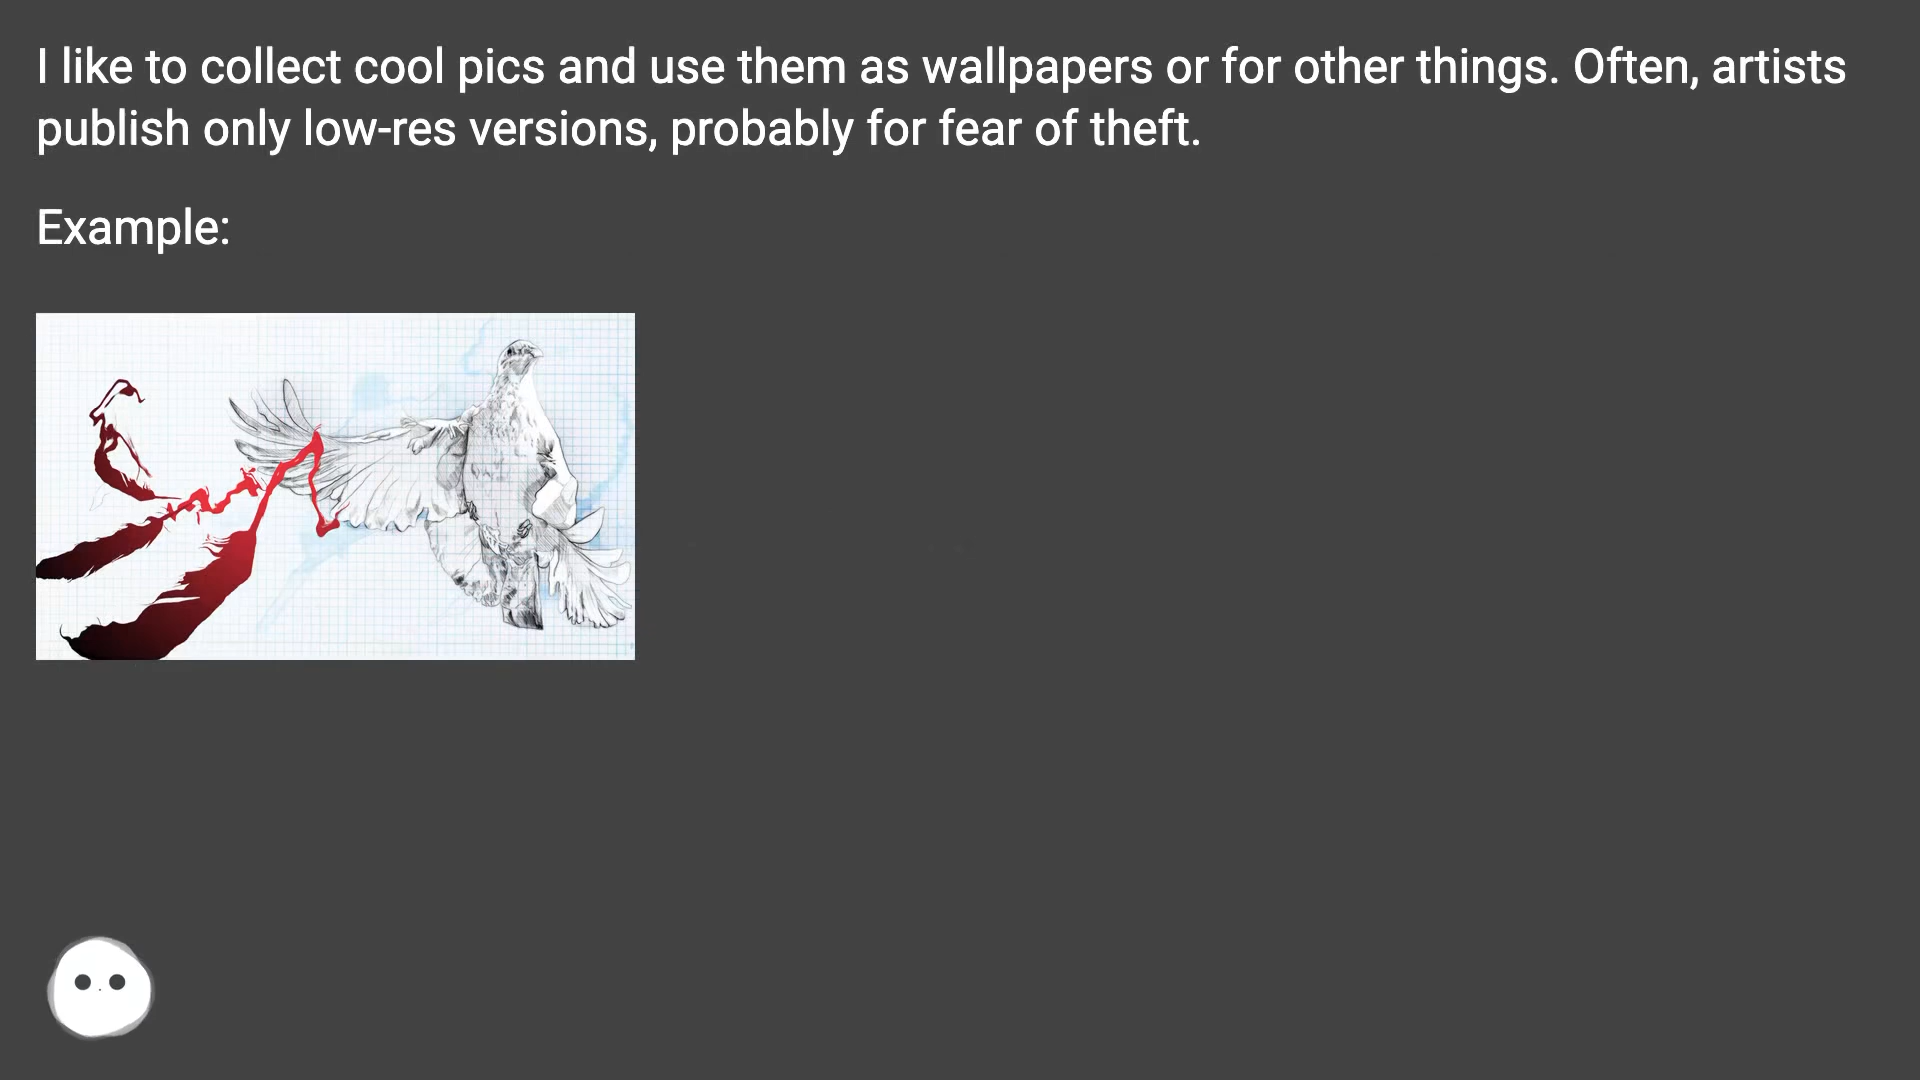 I like to collect cool pics and use them as wallpapers or for other things. Often, artists
publish only low-res versions, probably for fear of theft.
Example: